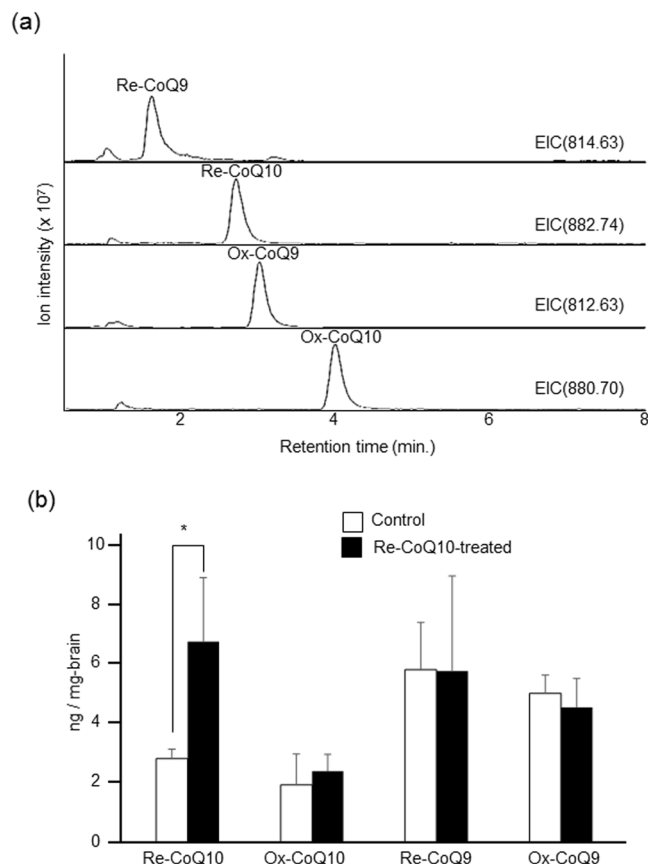 (a)
Re-CoQ9
EIC(814.63)
Re-CoQ10
EIC(882.74)
Ox-CoQ9
EIC(812.63)
Ox-CoQ10
EIC(880.70)
Ion intensity (x 10⁷)
2 4 6 8
Retention time (min.)
(b)
Control
Re-CoQ10-treated
*
10
8
6
4
2
0
ng / mg-brain
Re-CoQ10 Ox-CoQ10 Re-CoQ9 Ox-CoQ9